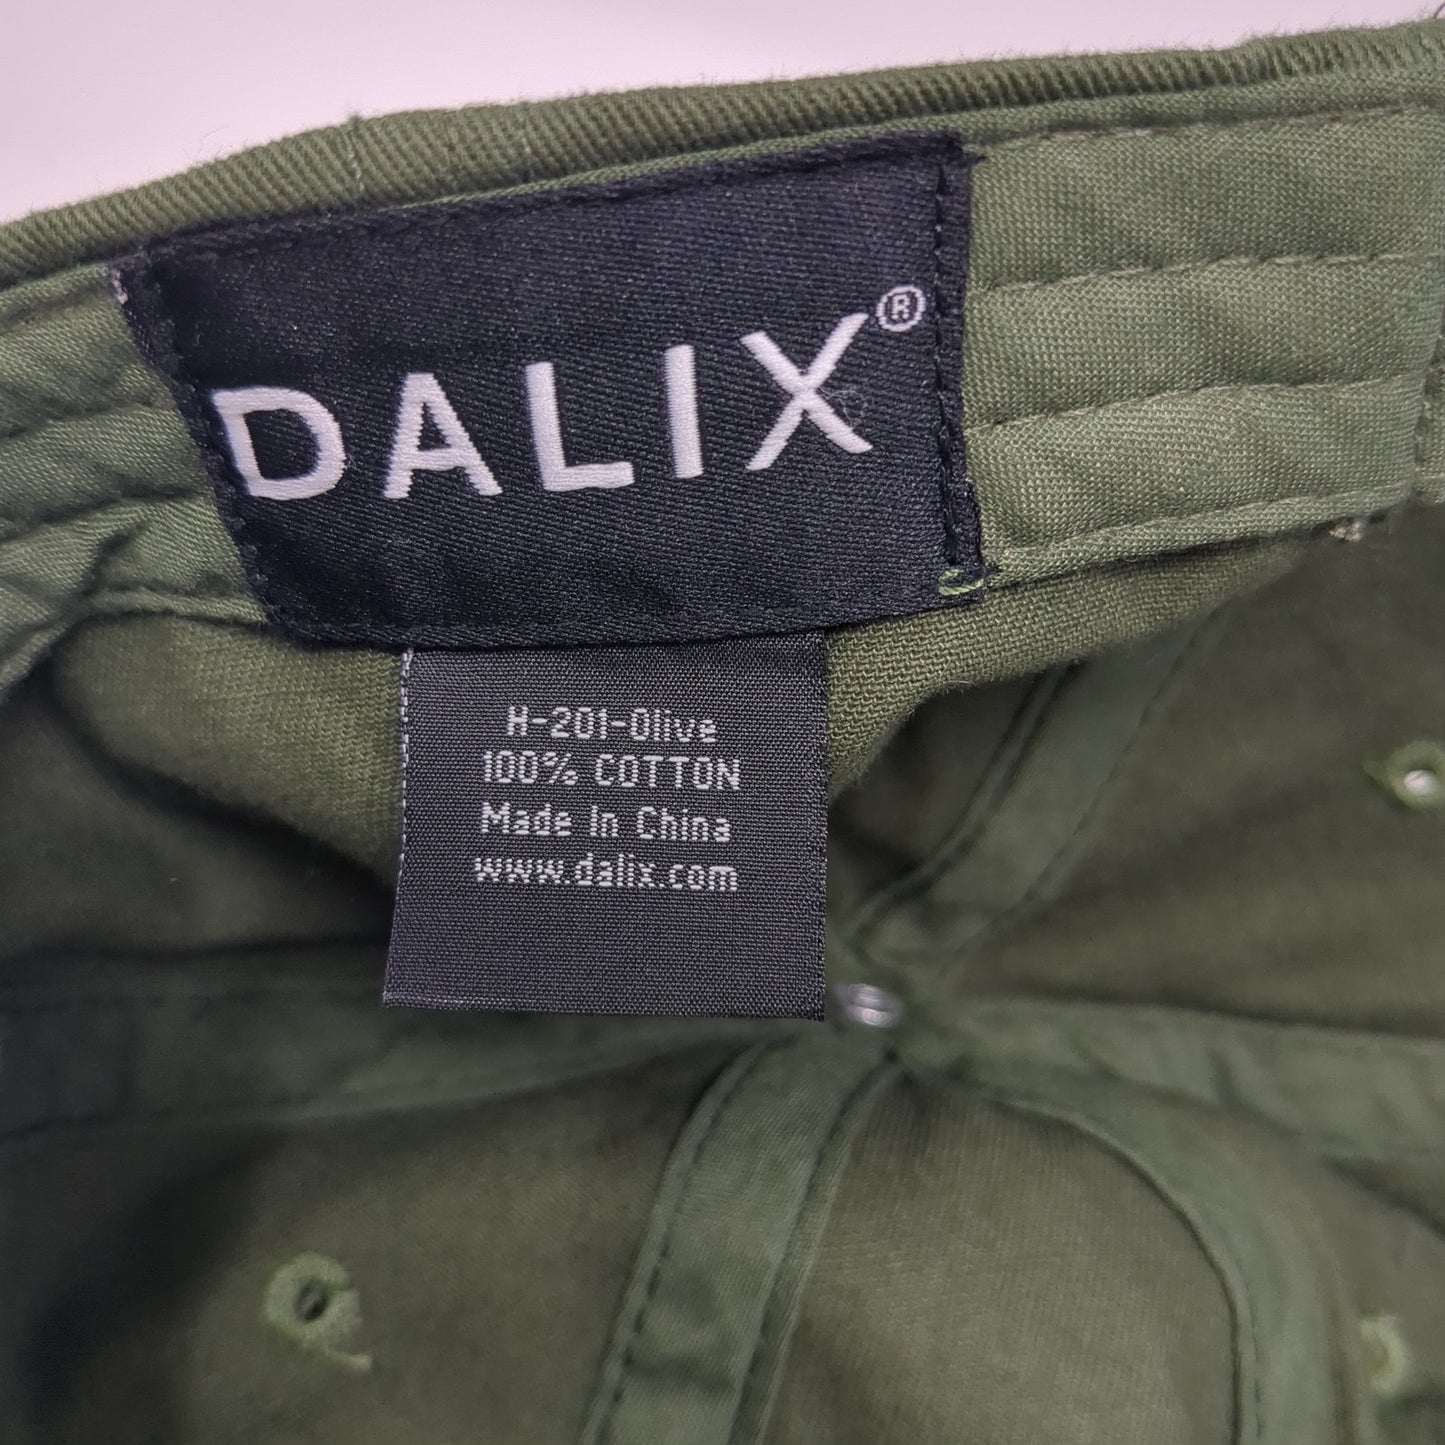 DALIX®
H-201-Olive
100% COTTON
Made in China
www.dalix.com